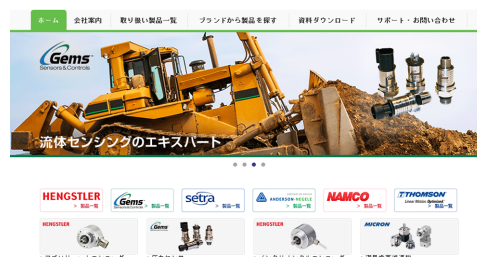 ホーム 会社案内 取り扱い製品一覧 ブランドから製品を探す 資料ダウンロード サポート・お問い合わせ
Gems
Sensors & Controls
流体センシングのエキスパート
HENGSTLER
> 製品一覧
Gems
> 製品一覧
setra
> 製品一覧
ANDERSON-NEGELE
> 製品一覧
NAMCO
> 製品一覧
THOMSON
Linear Motion. Optimized.
> 製品一覧
HENGSTLER
Gems
HENGSTLER
MICRON